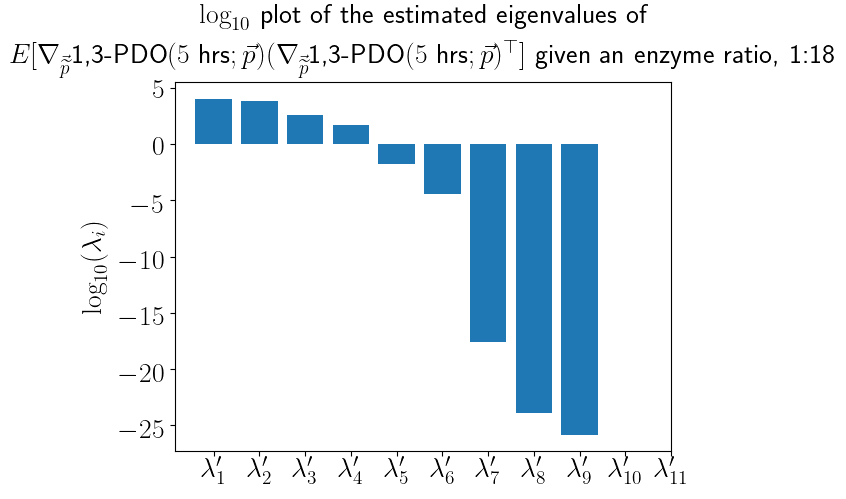 log₁₀ plot of the estimated eigenvalues of
E[∇_p̃⃗ 1,3-PDO(5 hrs; p⃗)(∇_p̃⃗ 1,3-PDO(5 hrs; p⃗)^⊤] given an enzyme ratio, 1:18
5
0
−5
−10
−15
−20
−25
log₁₀(λᵢ)
λ′₁ λ′₂ λ′₃ λ′₄ λ′₅ λ′₆ λ′₇ λ′₈ λ′₉ λ′₁₀ λ′₁₁